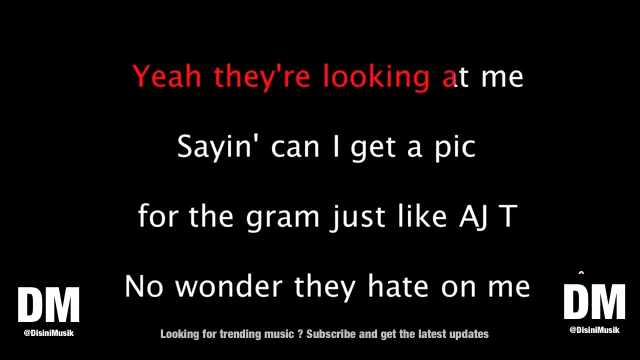 Yeah they're looking at me
Sayin' can I get a pic
for the gram just like AJ T
No wonder they hate on me
DM
@DisiniMusik
DM
@DisiniMusik
Looking for trending music ? Subscribe and get the latest updates